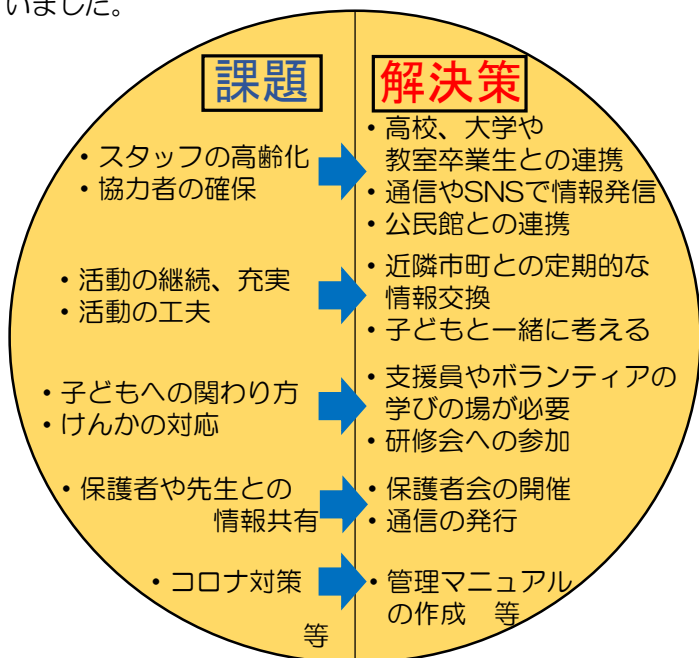 いました。
課題
解決策
・スタッフの高齢化
・協力者の確保
・高校、大学や
教室卒業生との連携
・通信やSNSで情報発信
・公民館との連携
・活動の継続、充実
・活動の工夫
・近隣市町との定期的な
情報交換
・子どもと一緒に考える
・子どもへの関わり方
・けんかの対応
・支援員やボランティアの
学びの場が必要
・研修会への参加
・保護者や先生との
情報共有
・保護者会の開催
・通信の発行
・コロナ対策
等
・管理マニュアル
の作成　等